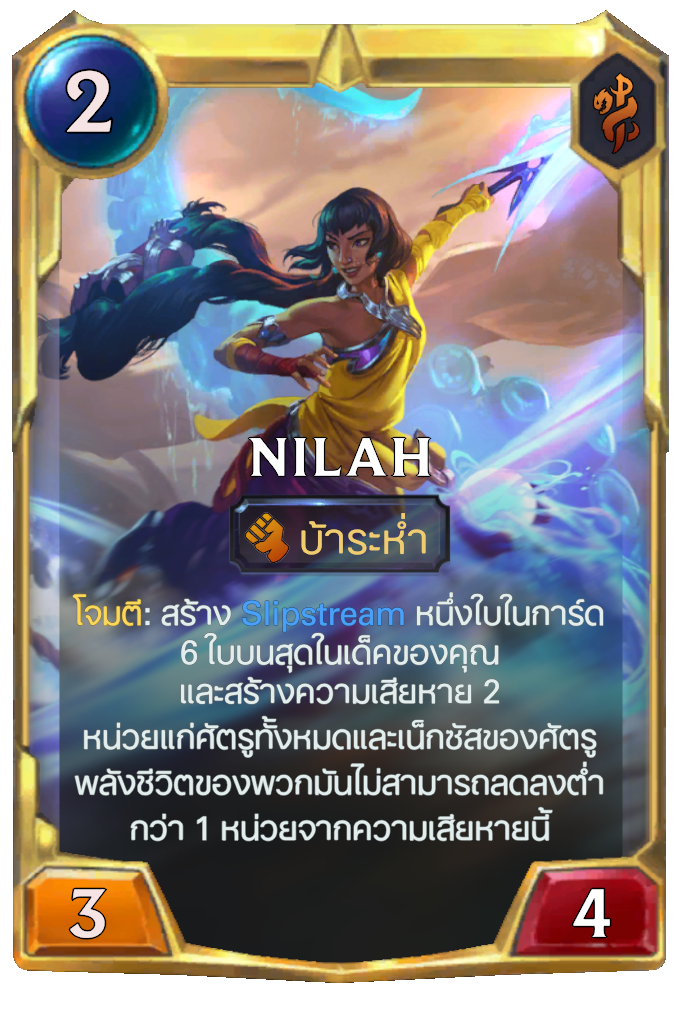 2
NILAH
บ้าระห่ำ
โจมตี: สร้าง Slipstream หนึ่งใบในการ์ด
6 ใบบนสุดในเด็คของคุณ
และสร้างความเสียหาย 2
หน่วยแก่ศัตรูทั้งหมดและเน็กซัสของศัตรู
พลังชีวิตของพวกมันไม่สามารถลดลงต่ำ
กว่า 1 หน่วยจากความเสียหายนี้
3
4